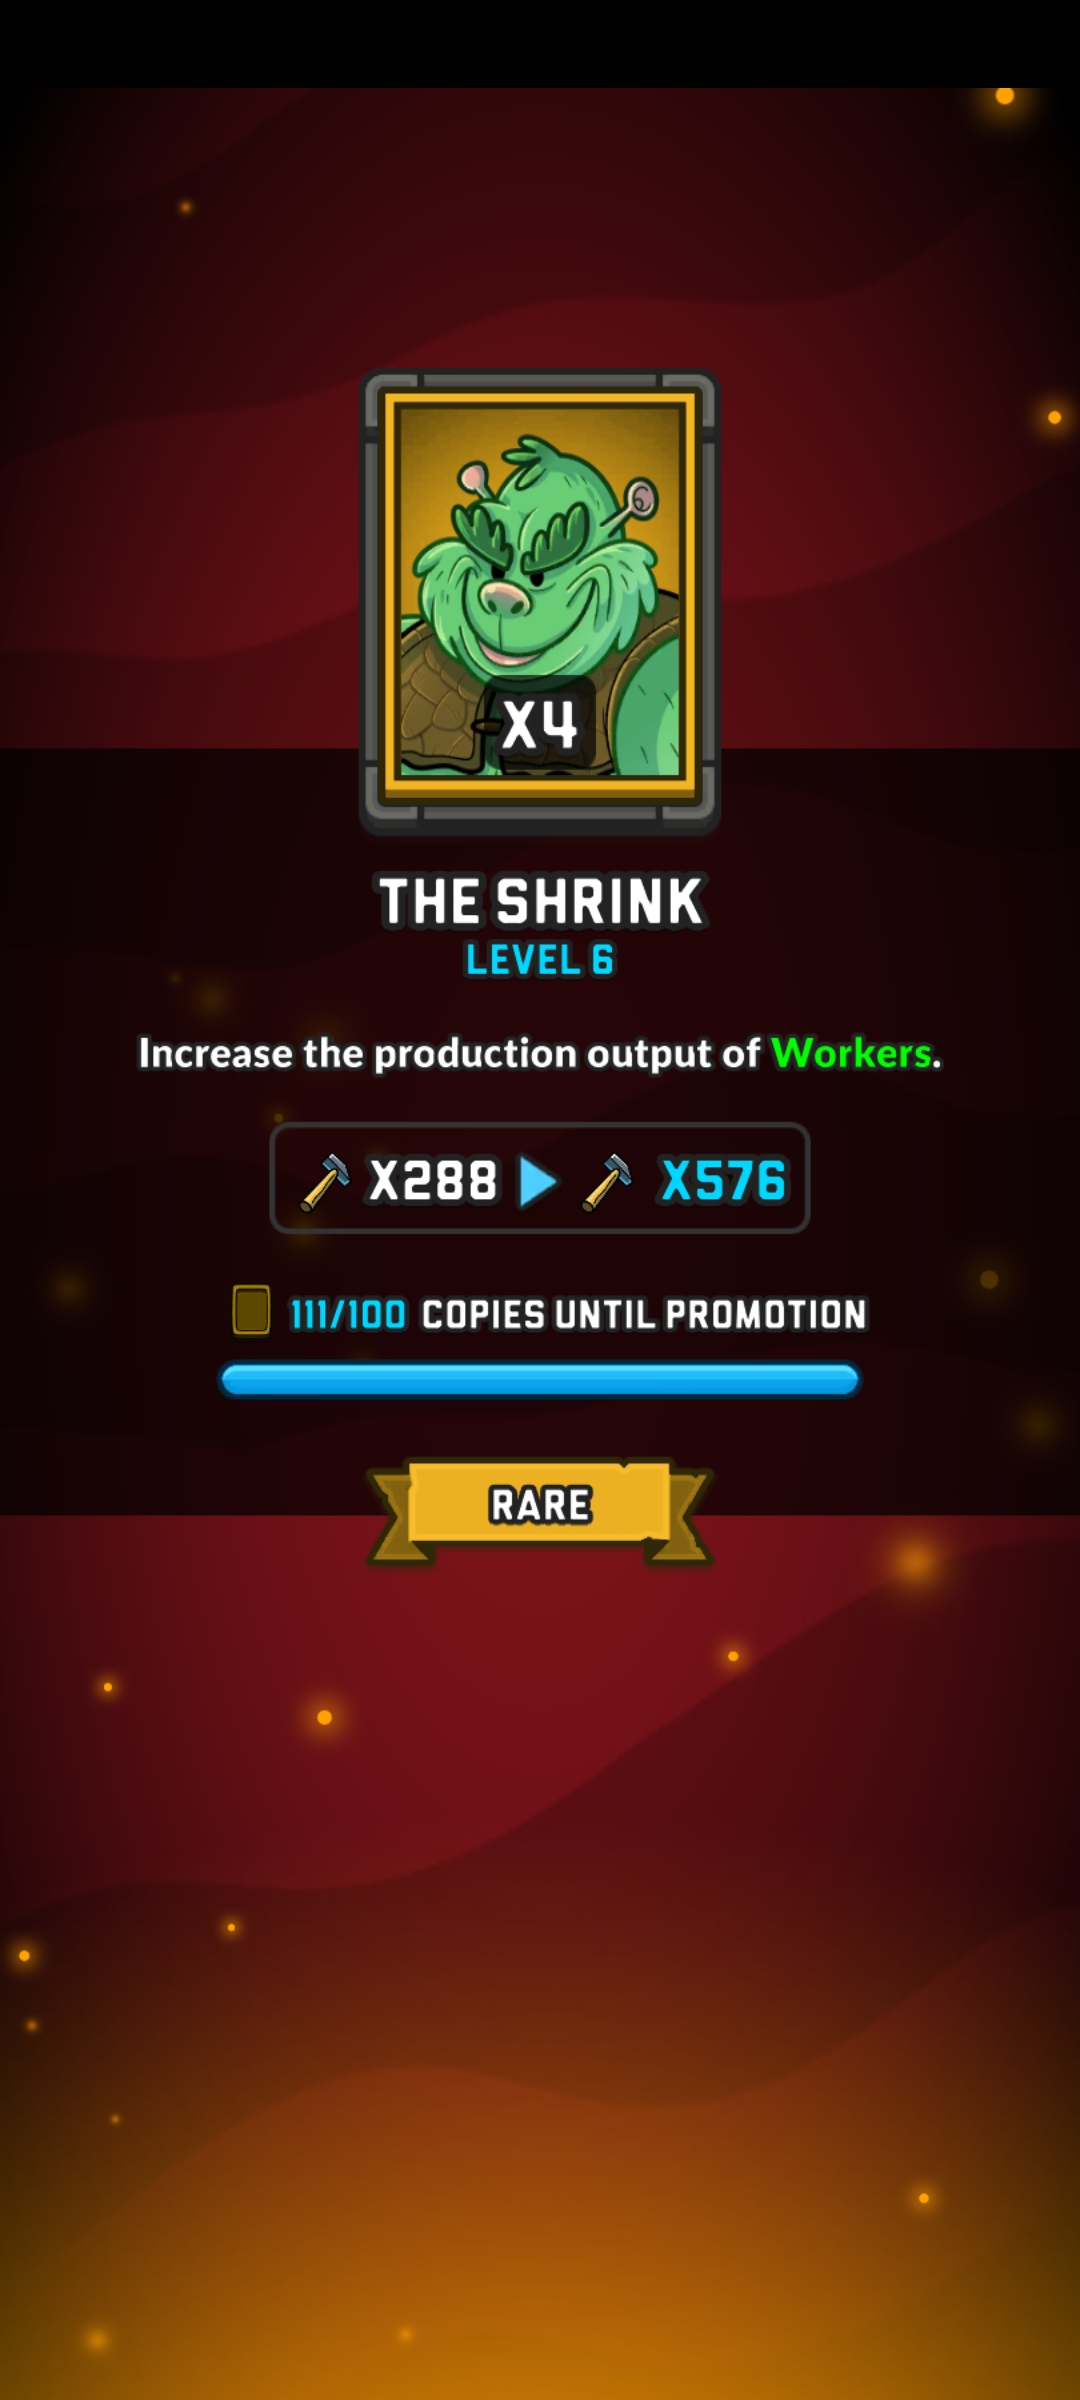 X4
THE SHRINK
LEVEL 6
Increase the production output of Workers.
X288 X576
111/100 COPIES UNTIL PROMOTION
RARE